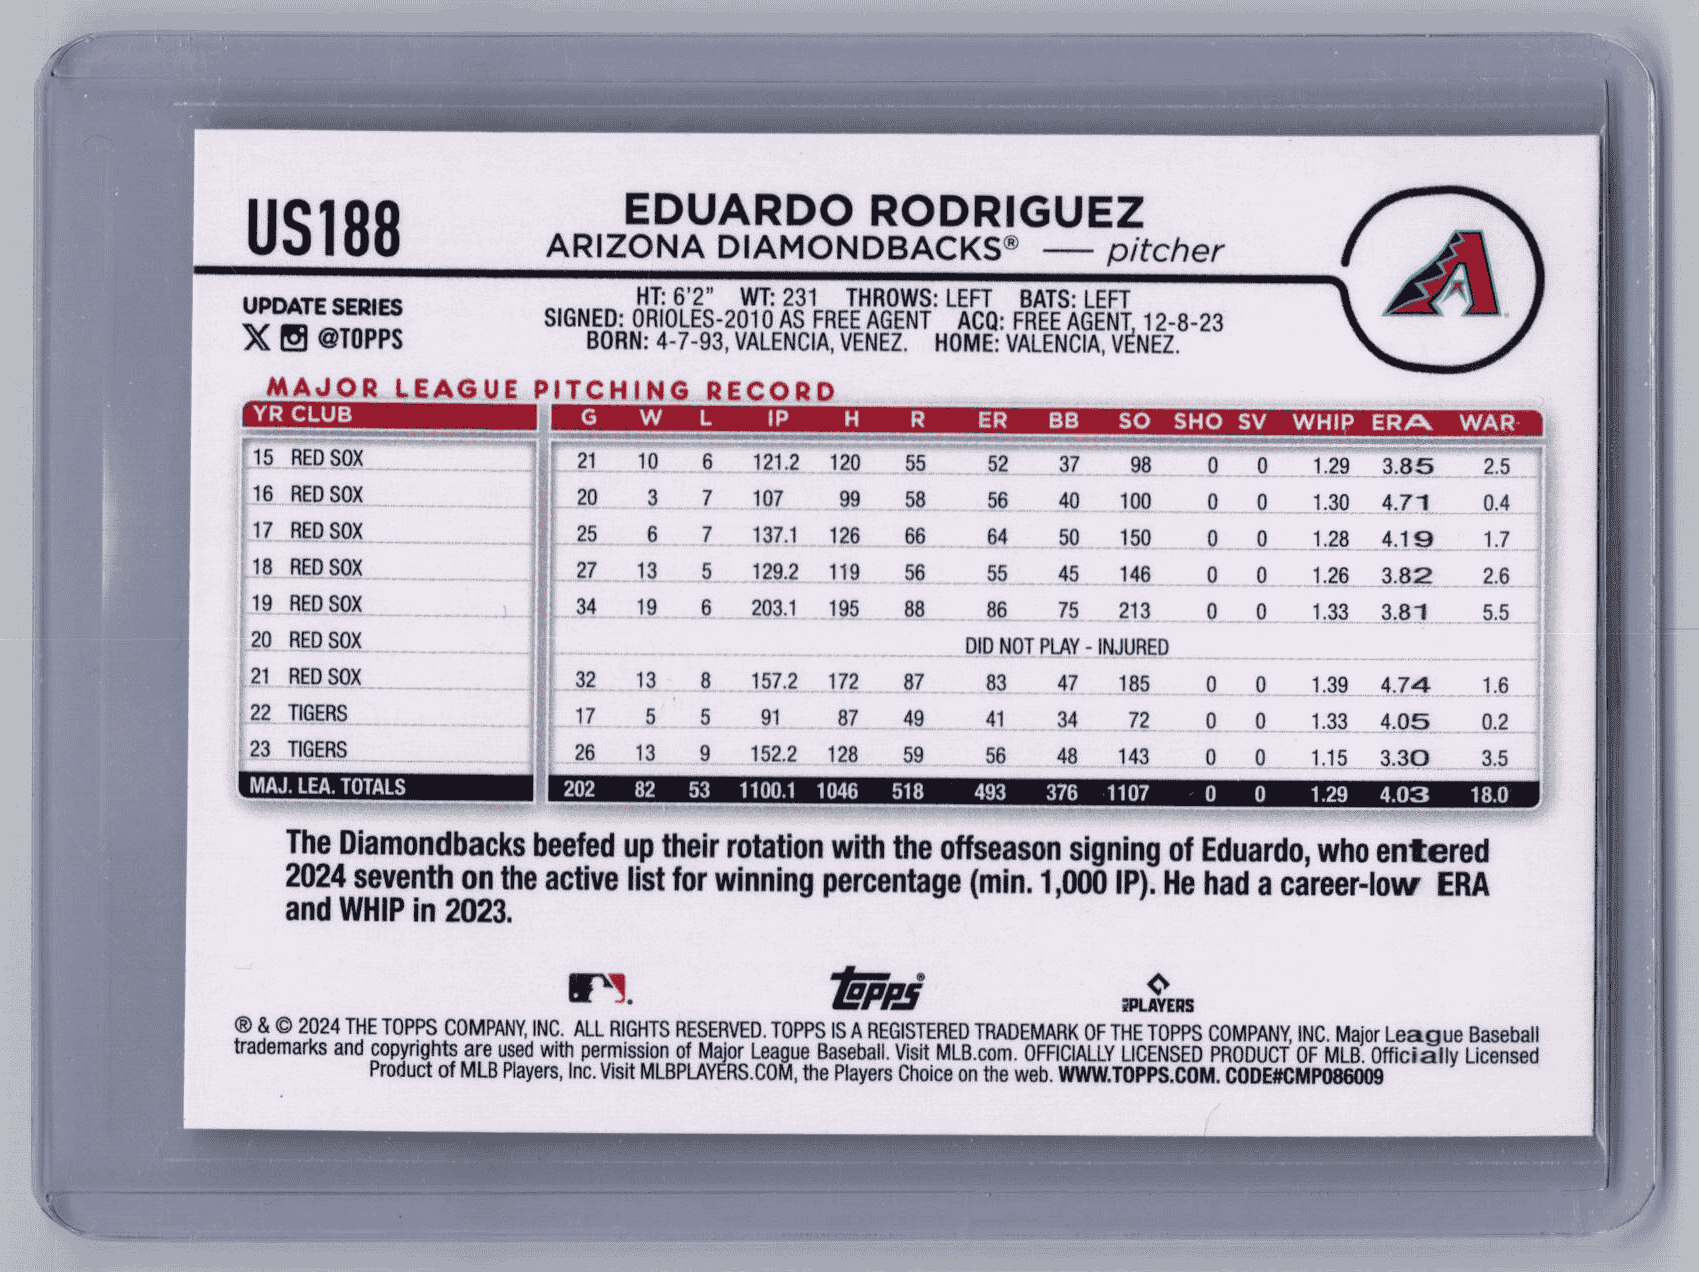 US188
EDUARDO RODRIGUEZ
ARIZONA DIAMONDBACKS® — pitcher
UPDATE SERIES
@TOPPS
HT: 6'2" WT: 231 THROWS: LEFT BATS: LEFT
SIGNED: ORIOLES-2010 AS FREE AGENT ACQ: FREE AGENT, 12-8-23
BORN: 4-7-93, VALENCIA, VENEZ. HOME: VALENCIA, VENEZ.
MAJOR LEAGUE PITCHING RECORD
YR CLUB G W L IP H R ER BB SO SHO SV WHIP ERA WAR
15 RED SOX 21 10 6 121.2 120 55 52 37 98 0 0 1.29 3.85 2.5
16 RED SOX 20 3 7 107 99 58 56 40 100 0 0 1.30 4.71 0.4
17 RED SOX 25 6 7 137.1 126 66 64 50 150 0 0 1.28 4.19 1.7
18 RED SOX 27 13 5 129.2 119 56 55 45 146 0 0 1.26 3.82 2.6
19 RED SOX 34 19 6 203.1 195 88 86 75 213 0 0 1.33 3.81 5.5
20 RED SOX DID NOT PLAY - INJURED
21 RED SOX 32 13 8 157.2 172 87 83 47 185 0 0 1.39 4.74 1.6
22 TIGERS 17 5 5 91 87 49 41 34 72 0 0 1.33 4.05 0.2
23 TIGERS 26 13 9 152.2 128 59 56 48 143 0 0 1.15 3.30 3.5
MAJ. LEA. TOTALS 202 82 53 1100.1 1046 518 493 376 1107 0 0 1.29 4.03 18.0
The Diamondbacks beefed up their rotation with the offseason signing of Eduardo, who entered
2024 seventh on the active list for winning percentage (min. 1,000 IP). He had a career-low ERA
and WHIP in 2023.
Topps®
PLAYERS
® & © 2024 THE TOPPS COMPANY, INC. ALL RIGHTS RESERVED. TOPPS IS A REGISTERED TRADEMARK OF THE TOPPS COMPANY, INC. Major League Baseball
trademarks and copyrights are used with permission of Major League Baseball. Visit MLB.com. OFFICIALLY LICENSED PRODUCT OF MLB. Officially Licensed
Product of MLB Players, Inc. Visit MLBPLAYERS.COM, the Players Choice on the web. WWW.TOPPS.COM. CODE#CMP086009